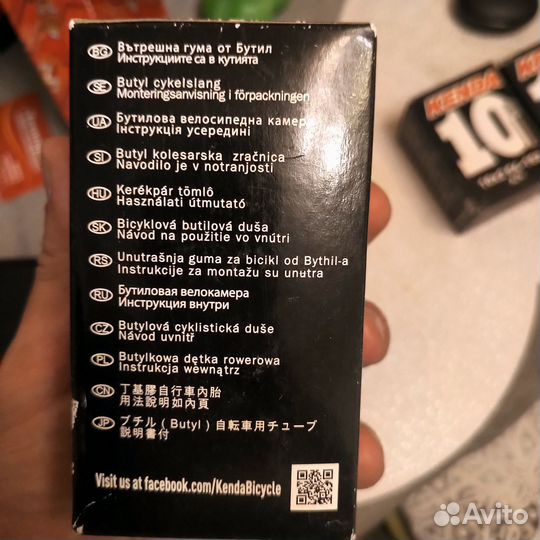 BG Вътрешна гума от Бутил
Инструкциите са в кутията
SE Butyl cykelslang
Monteringsanvisning i förpackningen
UA Бутилова велосипедна камера
Інструкція усередині
SI Butyl kolesarska zračnica
Navodilo je v notranjosti
HU Kerékpár tömlő
Használati útmutató
SK Bicyklová butilová duša
Návod na použitie vo vnútri
RS Unutrašnja guma za bicikl od Bythil-a
Instrukcije za montažu su unutra
RU Бутиловая велокамера
Инструкция внутри
CZ Butylová cyklistická duše
Návod uvnitř
PL Butylkowa dętka rowerowa
Instrukcja wewnątrz
CN 丁基膠自行車內胎
用法說明如內頁
JP ブチル ( Butyl ) 自転車用チューブ
説明書付
Visit us at facebook.com/KendaBicycle
KENDA
10
Avito